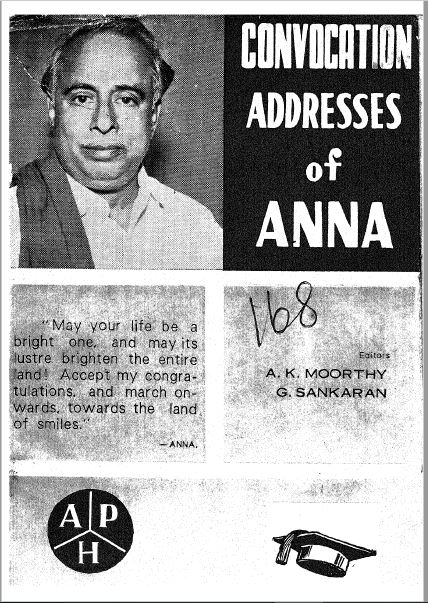 CONVOCATION
ADDRESSES
of
ANNA
"May your life be a
bright one, and may its
lustre brighten the entire
land! Accept my congra-
tulations, and march on-
wards, towards the land
of smiles."
—ANNA.
168
Editors
A. K. MOORTHY
G. SANKARAN
A P
H